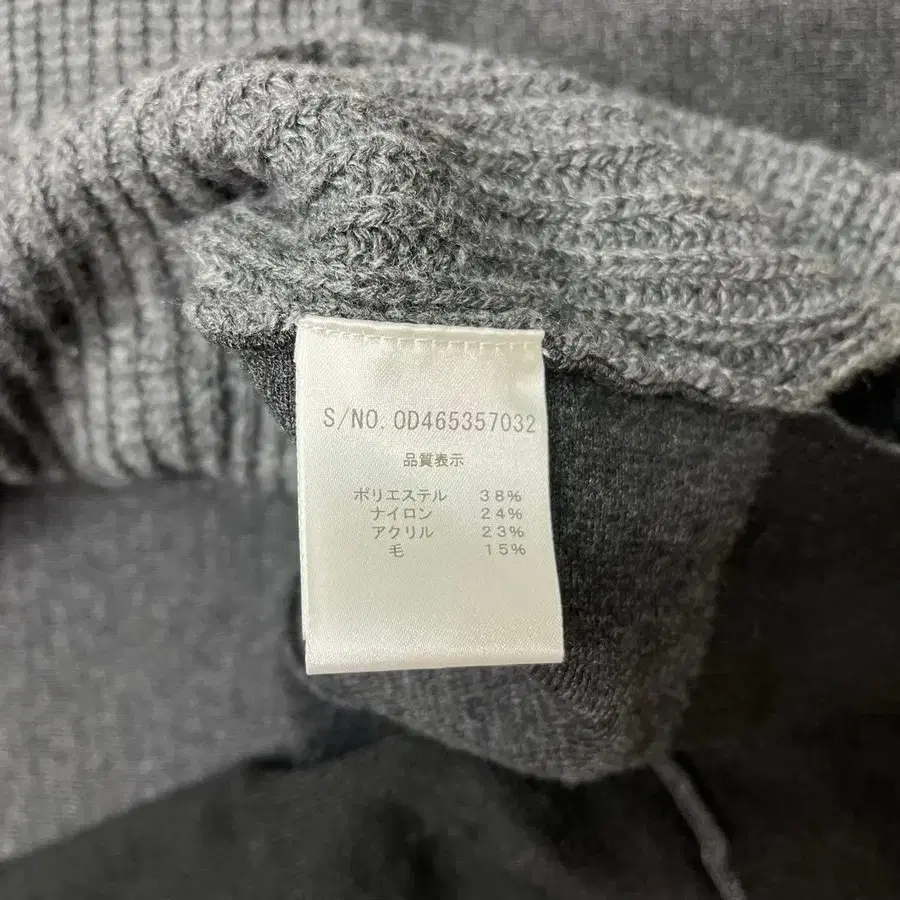 S/NO. OD465357032
品質表示
ポリエステル 38%
ナイロン 24%
アクリル 23%
毛 15%